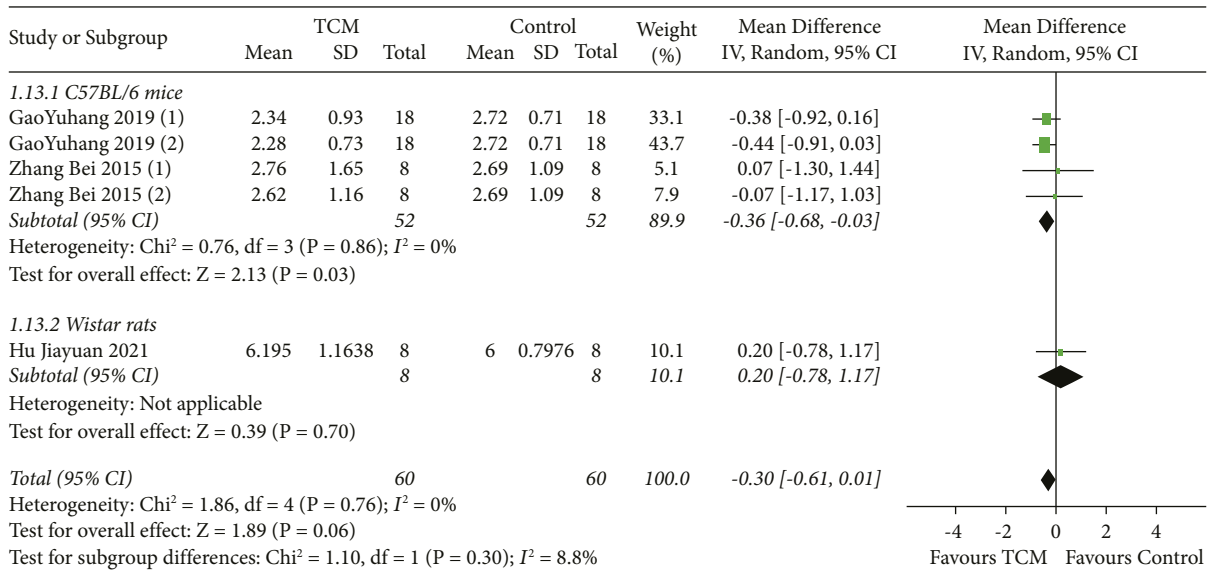 Study or Subgroup TCM Control Weight (%) Mean Difference IV, Random, 95% CI Mean Difference IV, Random, 95% CI
Mean SD Total Mean SD Total
1.13.1 C57BL/6 mice
GaoYuhang 2019 (1) 2.34 0.93 18 2.72 0.71 18 33.1 -0.38 [-0.92, 0.16]
GaoYuhang 2019 (2) 2.28 0.73 18 2.72 0.71 18 43.7 -0.44 [-0.91, 0.03]
Zhang Bei 2015 (1) 2.76 1.65 8 2.69 1.09 8 5.1 0.07 [-1.30, 1.44]
Zhang Bei 2015 (2) 2.62 1.16 8 2.69 1.09 8 7.9 -0.07 [-1.17, 1.03]
Subtotal (95% CI) 52 52 89.9 -0.36 [-0.68, -0.03]
Heterogeneity: Chi² = 0.76, df = 3 (P = 0.86); I² = 0%
Test for overall effect: Z = 2.13 (P = 0.03)
1.13.2 Wistar rats
Hu Jiayuan 2021 6.195 1.1638 8 6 0.7976 8 10.1 0.20 [-0.78, 1.17]
Subtotal (95% CI) 8 8 10.1 0.20 [-0.78, 1.17]
Heterogeneity: Not applicable
Test for overall effect: Z = 0.39 (P = 0.70)
Total (95% CI) 60 60 100.0 -0.30 [-0.61, 0.01]
Heterogeneity: Chi² = 1.86, df = 4 (P = 0.76); I² = 0%
Test for overall effect: Z = 1.89 (P = 0.06)
Test for subgroup differences: Chi² = 1.10, df = 1 (P = 0.30); I² = 8.8%
-4 -2 0 2 4
Favours TCM Favours Control